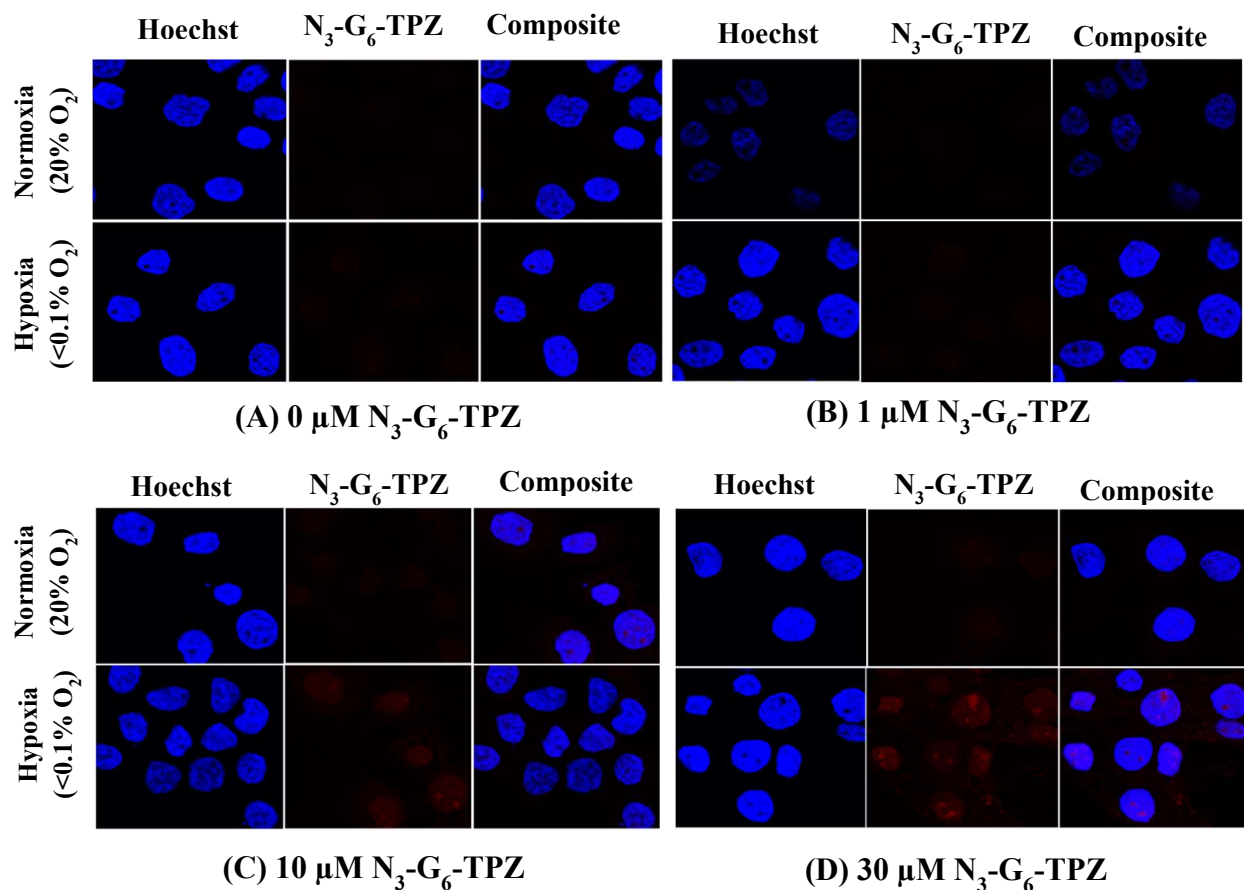 Hoechst N₃-G₆-TPZ Composite
Hoechst N₃-G₆-TPZ Composite
Normoxia
(20% O₂)
Hypoxia
(<0.1% O₂)
(A) 0 µM N₃-G₆-TPZ
(B) 1 µM N₃-G₆-TPZ
Hoechst N₃-G₆-TPZ Composite
Hoechst N₃-G₆-TPZ Composite
Normoxia
(20% O₂)
Hypoxia
(<0.1% O₂)
(C) 10 µM N₃-G₆-TPZ
(D) 30 µM N₃-G₆-TPZ